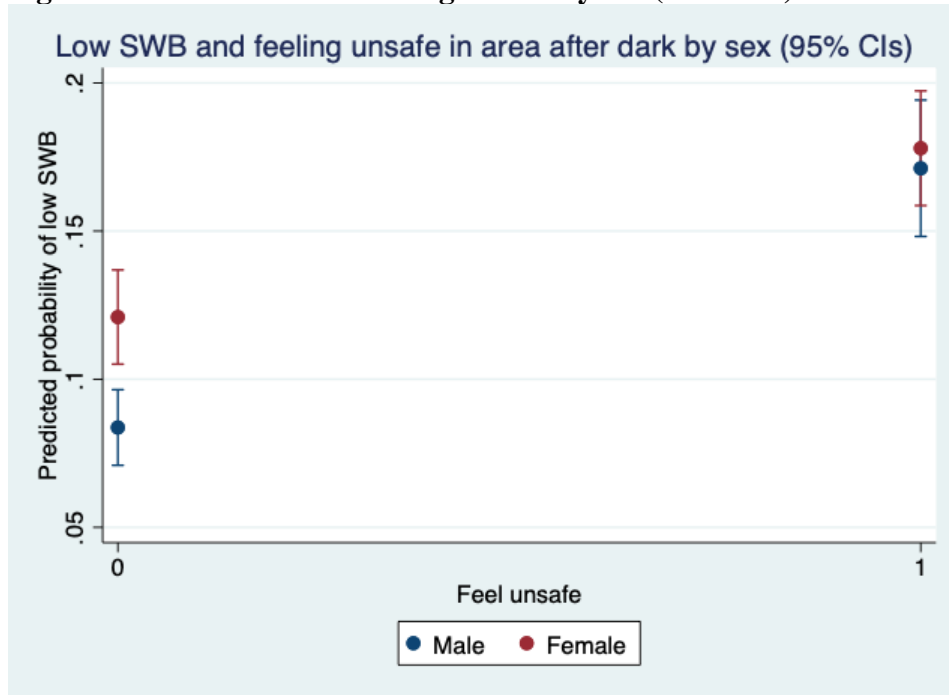 Low SWB and feeling unsafe in area after dark by sex (95% CIs)
Predicted probability of low SWB
.2
.15
.1
.05
0 1
Feel unsafe
Male Female